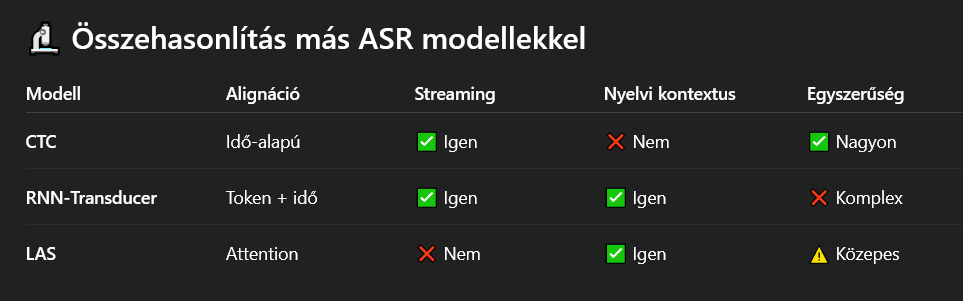 Összehasonlítás más ASR modellekkel
Modell Alignáció Streaming Nyelvi kontextus Egyszerűség
CTC Idő-alapú ✅ Igen ❌ Nem ✅ Nagyon
RNN-Transducer Token + idő ✅ Igen ✅ Igen ❌ Komplex
LAS Attention ❌ Nem ✅ Igen ⚠️ Közepes